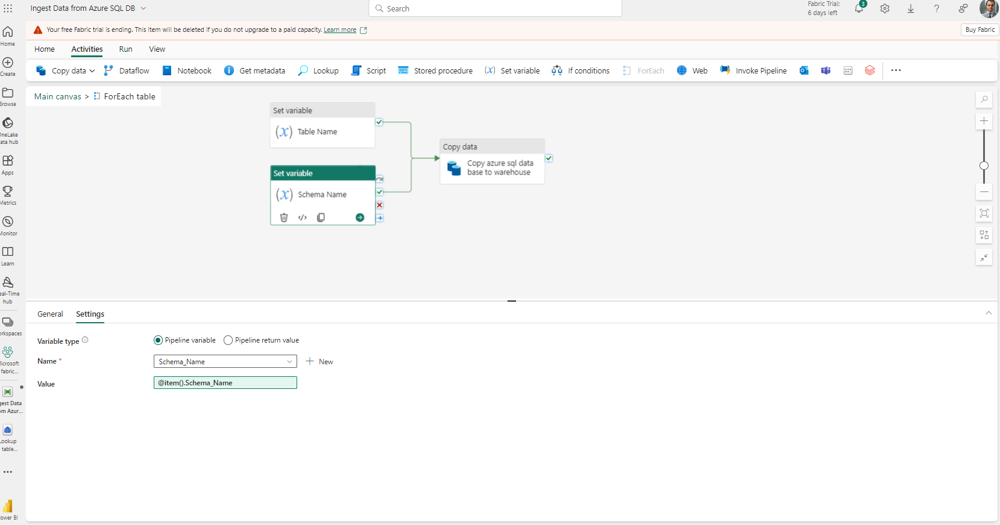 Ingest Data from Azure SQL DB
Search
Fabric Trial:
6 days left
3
?
Your free Fabric trial is ending. This item will be deleted if you do not upgrade to a paid capacity. Learn more
Buy Fabric
Home
Activities
Run
View
Copy data
Dataflow
Notebook
Get metadata
Lookup
Script
Stored procedure
(x) Set variable
If conditions
ForEach
Web
Invoke Pipeline
Main canvas > ForEach table
Set variable
(x) Table Name
Set variable
(x) Schema Name
Copy data
Copy azure sql data
base to warehouse
General
Settings
Variable type
Pipeline variable
Pipeline return value
Name *
Schema_Name
New
Value
@item().Schema_Name
Home
Create
Browse
OneLake
ata hub
Apps
Metrics
Monitor
Learn
eal-Time
hub
orkspaces
Microsoft
fabric...
gest Data
om Azur...
Lookup
table...
ower BI